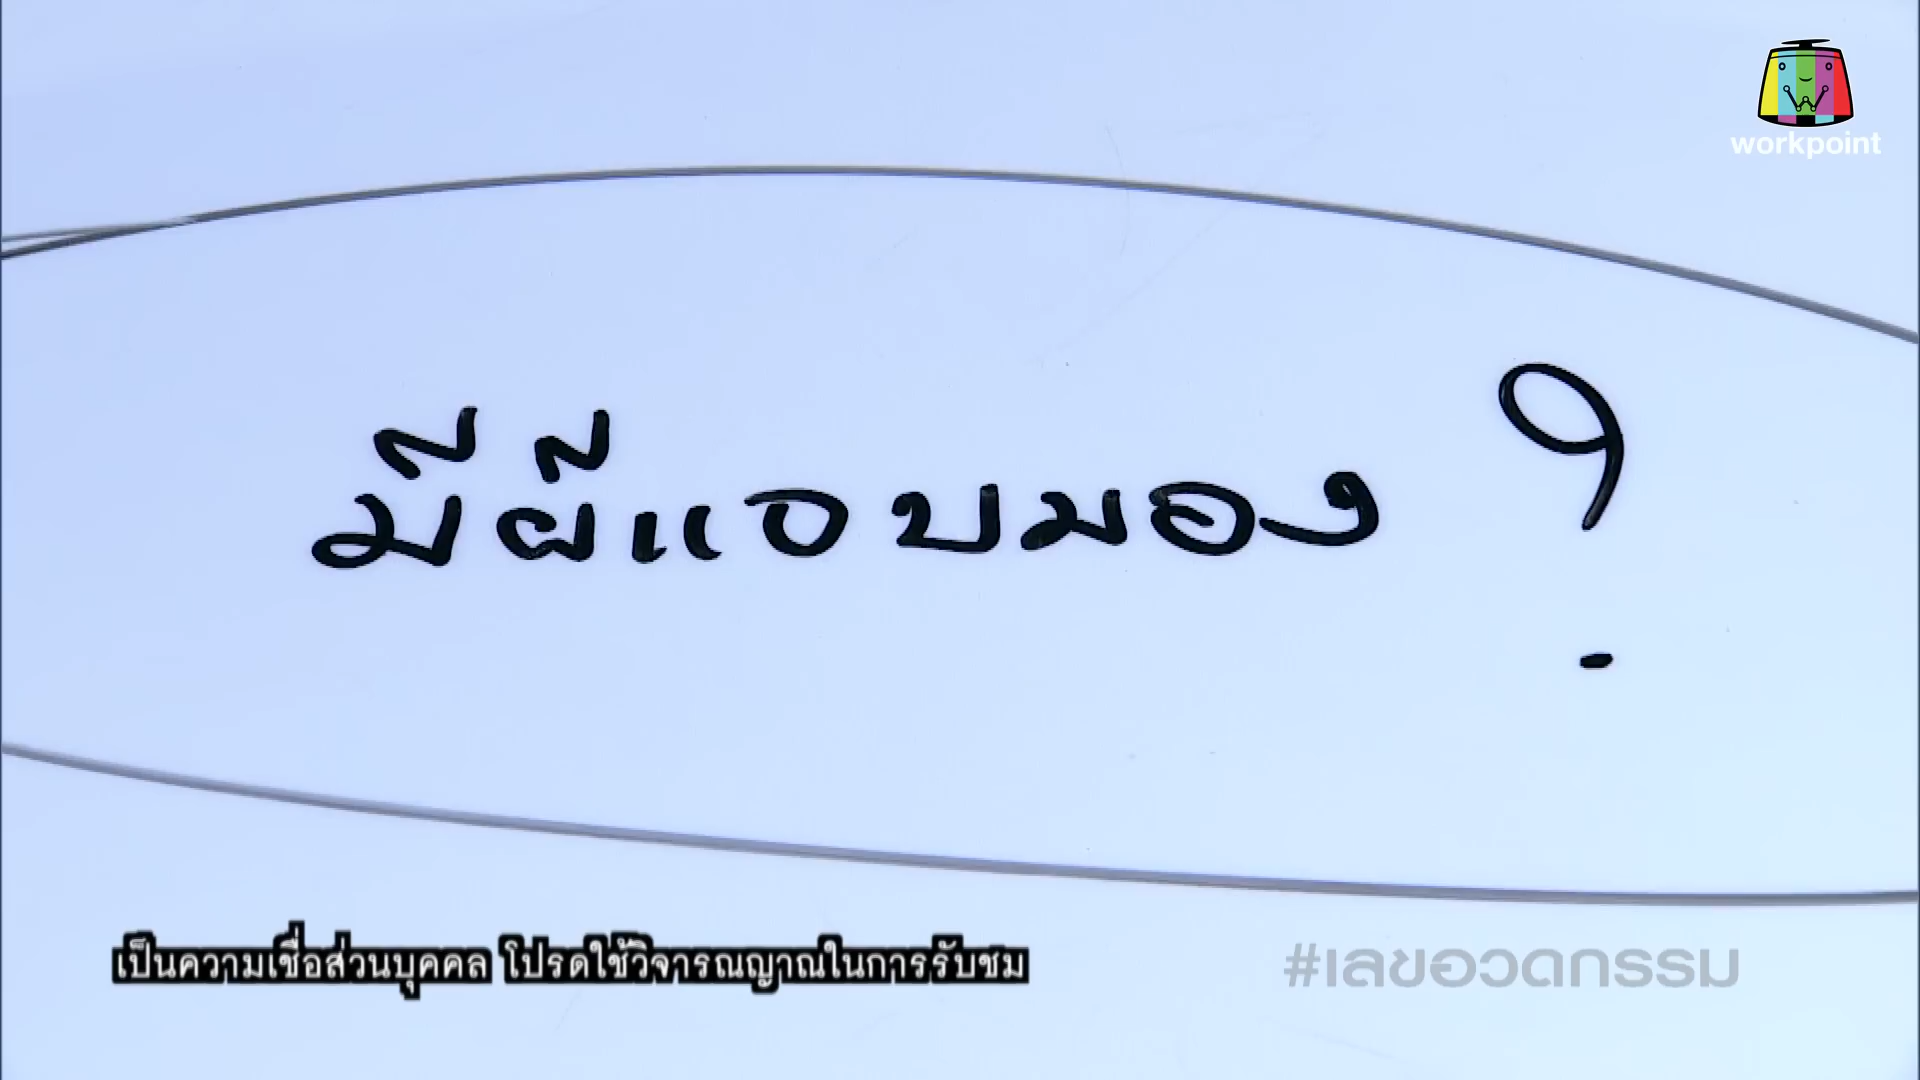 workpoint
มีผีแอบมอง ?
เป็นความเชื่อส่วนบุคคล โปรดใช้วิจารณญาณในการรับชม
#เลขอวดกรรม